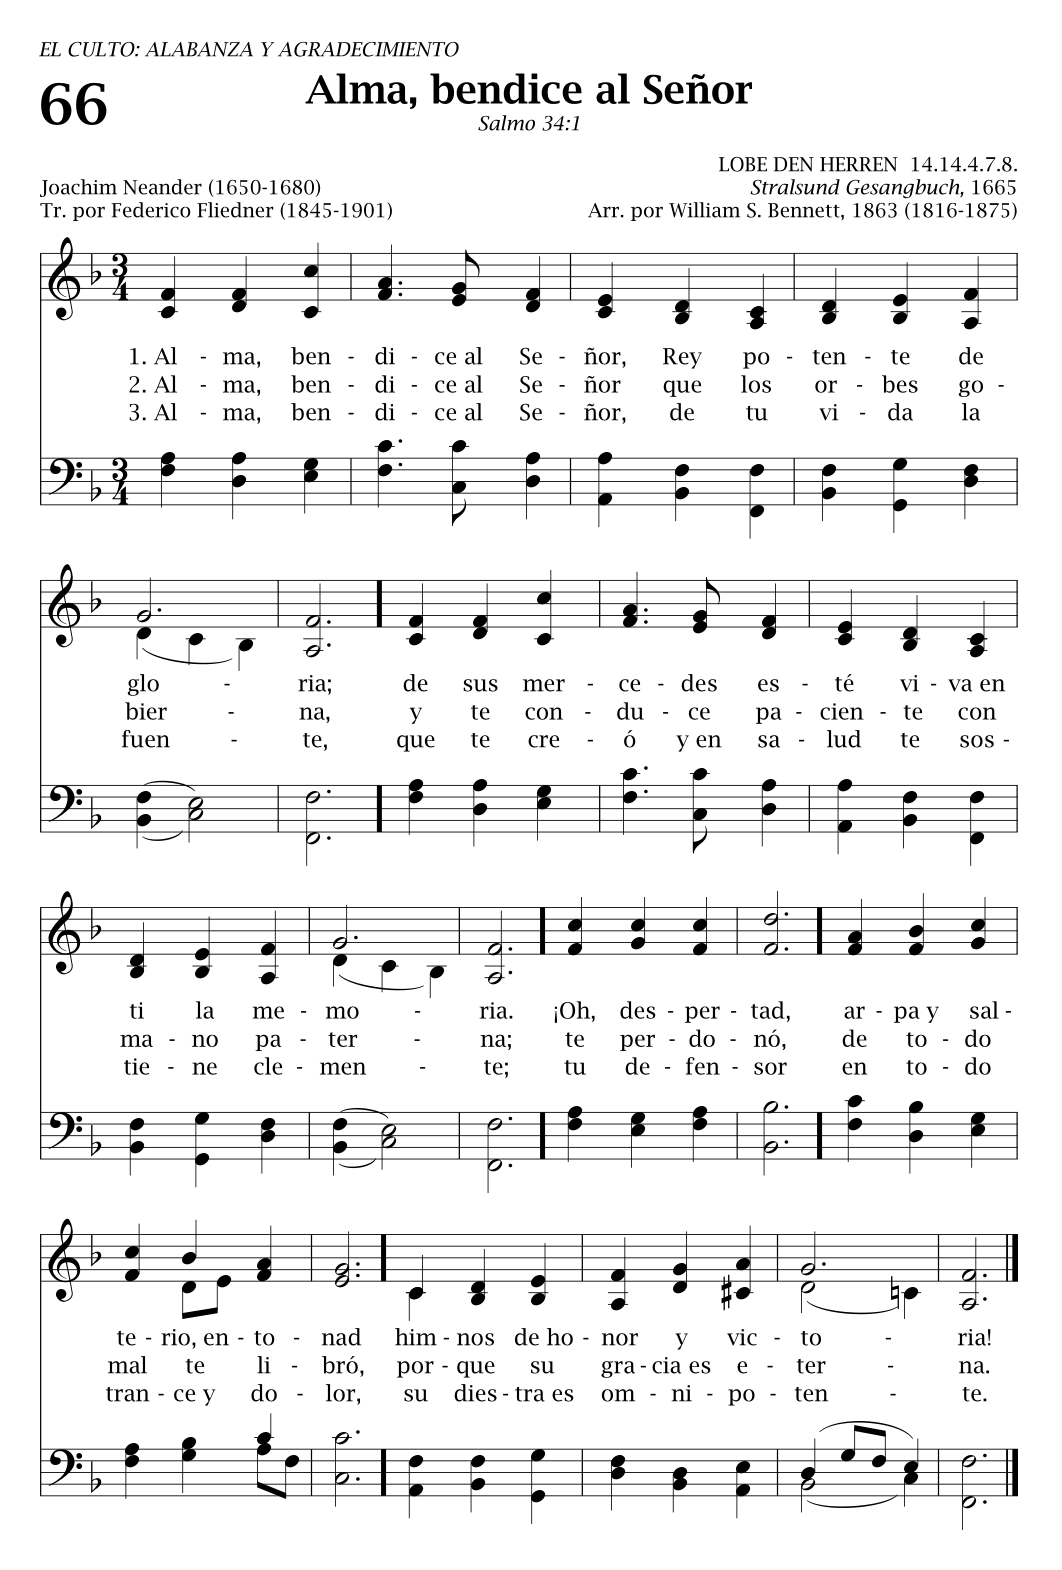 EL CULTO: ALABANZA Y AGRADECIMIENTO
66
Alma, bendice al Señor
Salmo 34:1
LOBE DEN HERREN 14.14.4.7.8.
Joachim Neander (1650-1680)
Stralsund Gesangbuch, 1665
Tr. por Federico Fliedner (1845-1901)
Arr. por William S. Bennett, 1863 (1816-1875)
1. Al - ma, ben - di - ce al Se - ñor, Rey po - ten - te de
2. Al - ma, ben - di - ce al Se - ñor que los or - bes go -
3. Al - ma, ben - di - ce al Se - ñor, de tu vi - da la
glo - ria; de sus mer - ce - des es - té vi - va en
bier - na, y te con - du - ce pa - cien - te con
fuen - te, que te cre - ó y en sa - lud te sos -
ti la me - mo - ria. ¡Oh, des - per - tad, ar - pa y sal -
ma - no pa - ter - na; te per - do - nó, de to - do
tie - ne cle - men - te; tu de - fen - sor en to - do
te - rio, en - to - nad him - nos de ho - nor y vic - to - ria!
mal te li - bró, por - que su gra - cia es e - ter - na.
tran - ce y do - lor, su dies - tra es om - ni - po - ten - te.